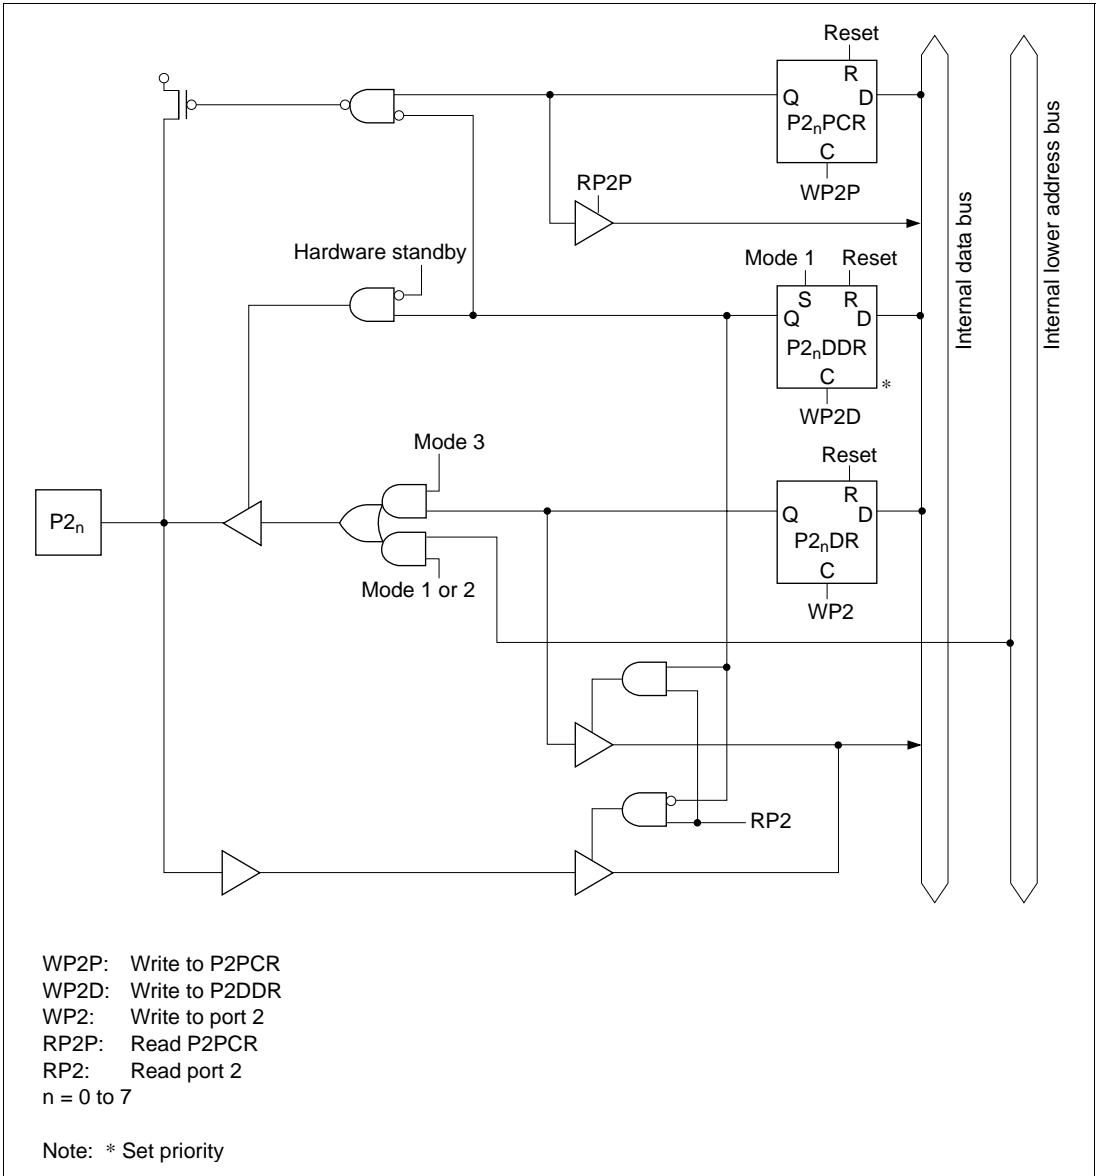 Reset
R
Q D
P2nPCR
C
WP2P
RP2P
Hardware standby
Mode 1 Reset
S R
Q D
P2nDDR
C
*
WP2D
Mode 3
Reset
R
Q D
P2nDR
C
WP2
P2n
Mode 1 or 2
RP2
Internal data bus
Internal lower address bus
WP2P: Write to P2PCR
WP2D: Write to P2DDR
WP2: Write to port 2
RP2P: Read P2PCR
RP2: Read port 2
n = 0 to 7
Note: * Set priority